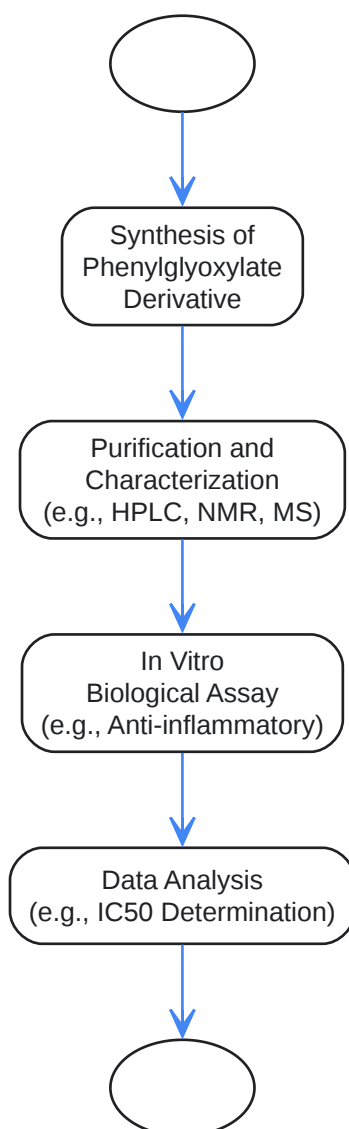 Synthesis of
Phenylglyoxylate
Derivative
Purification and
Characterization
(e.g., HPLC, NMR, MS)
In Vitro
Biological Assay
(e.g., Anti-inflammatory)
Data Analysis
(e.g., IC50 Determination)